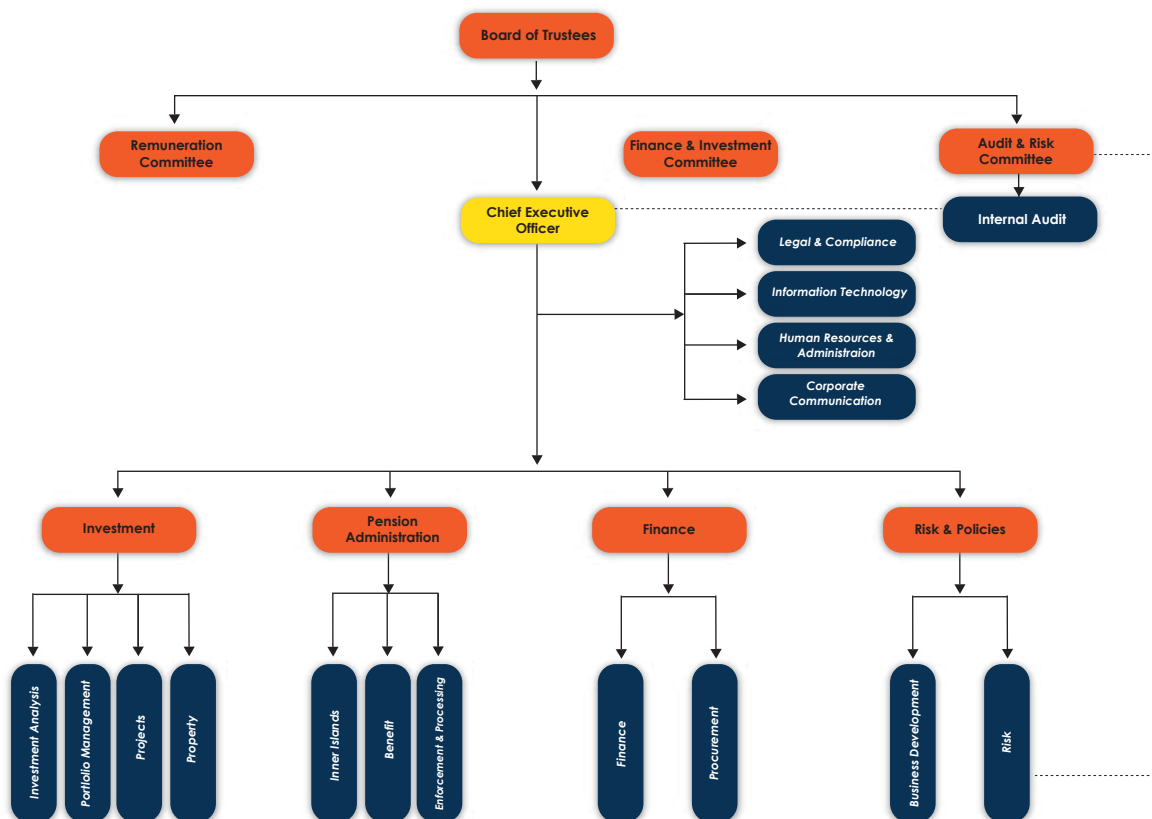 Board of Trustees
Remuneration
Committee
Finance & Investment
Committee
Audit & Risk
Committee
Chief Executive
Officer
Internal Audit
Legal & Compliance
Information Technology
Human Resources &
Administraion
Corporate
Communication
Investment
Pension
Administration
Finance
Risk & Policies
Investment Analysis
Portlolio Management
Projects
Property
Inner Islands
Benefit
Enforcement & Processing
Finance
Procurement
Business Development
Risk